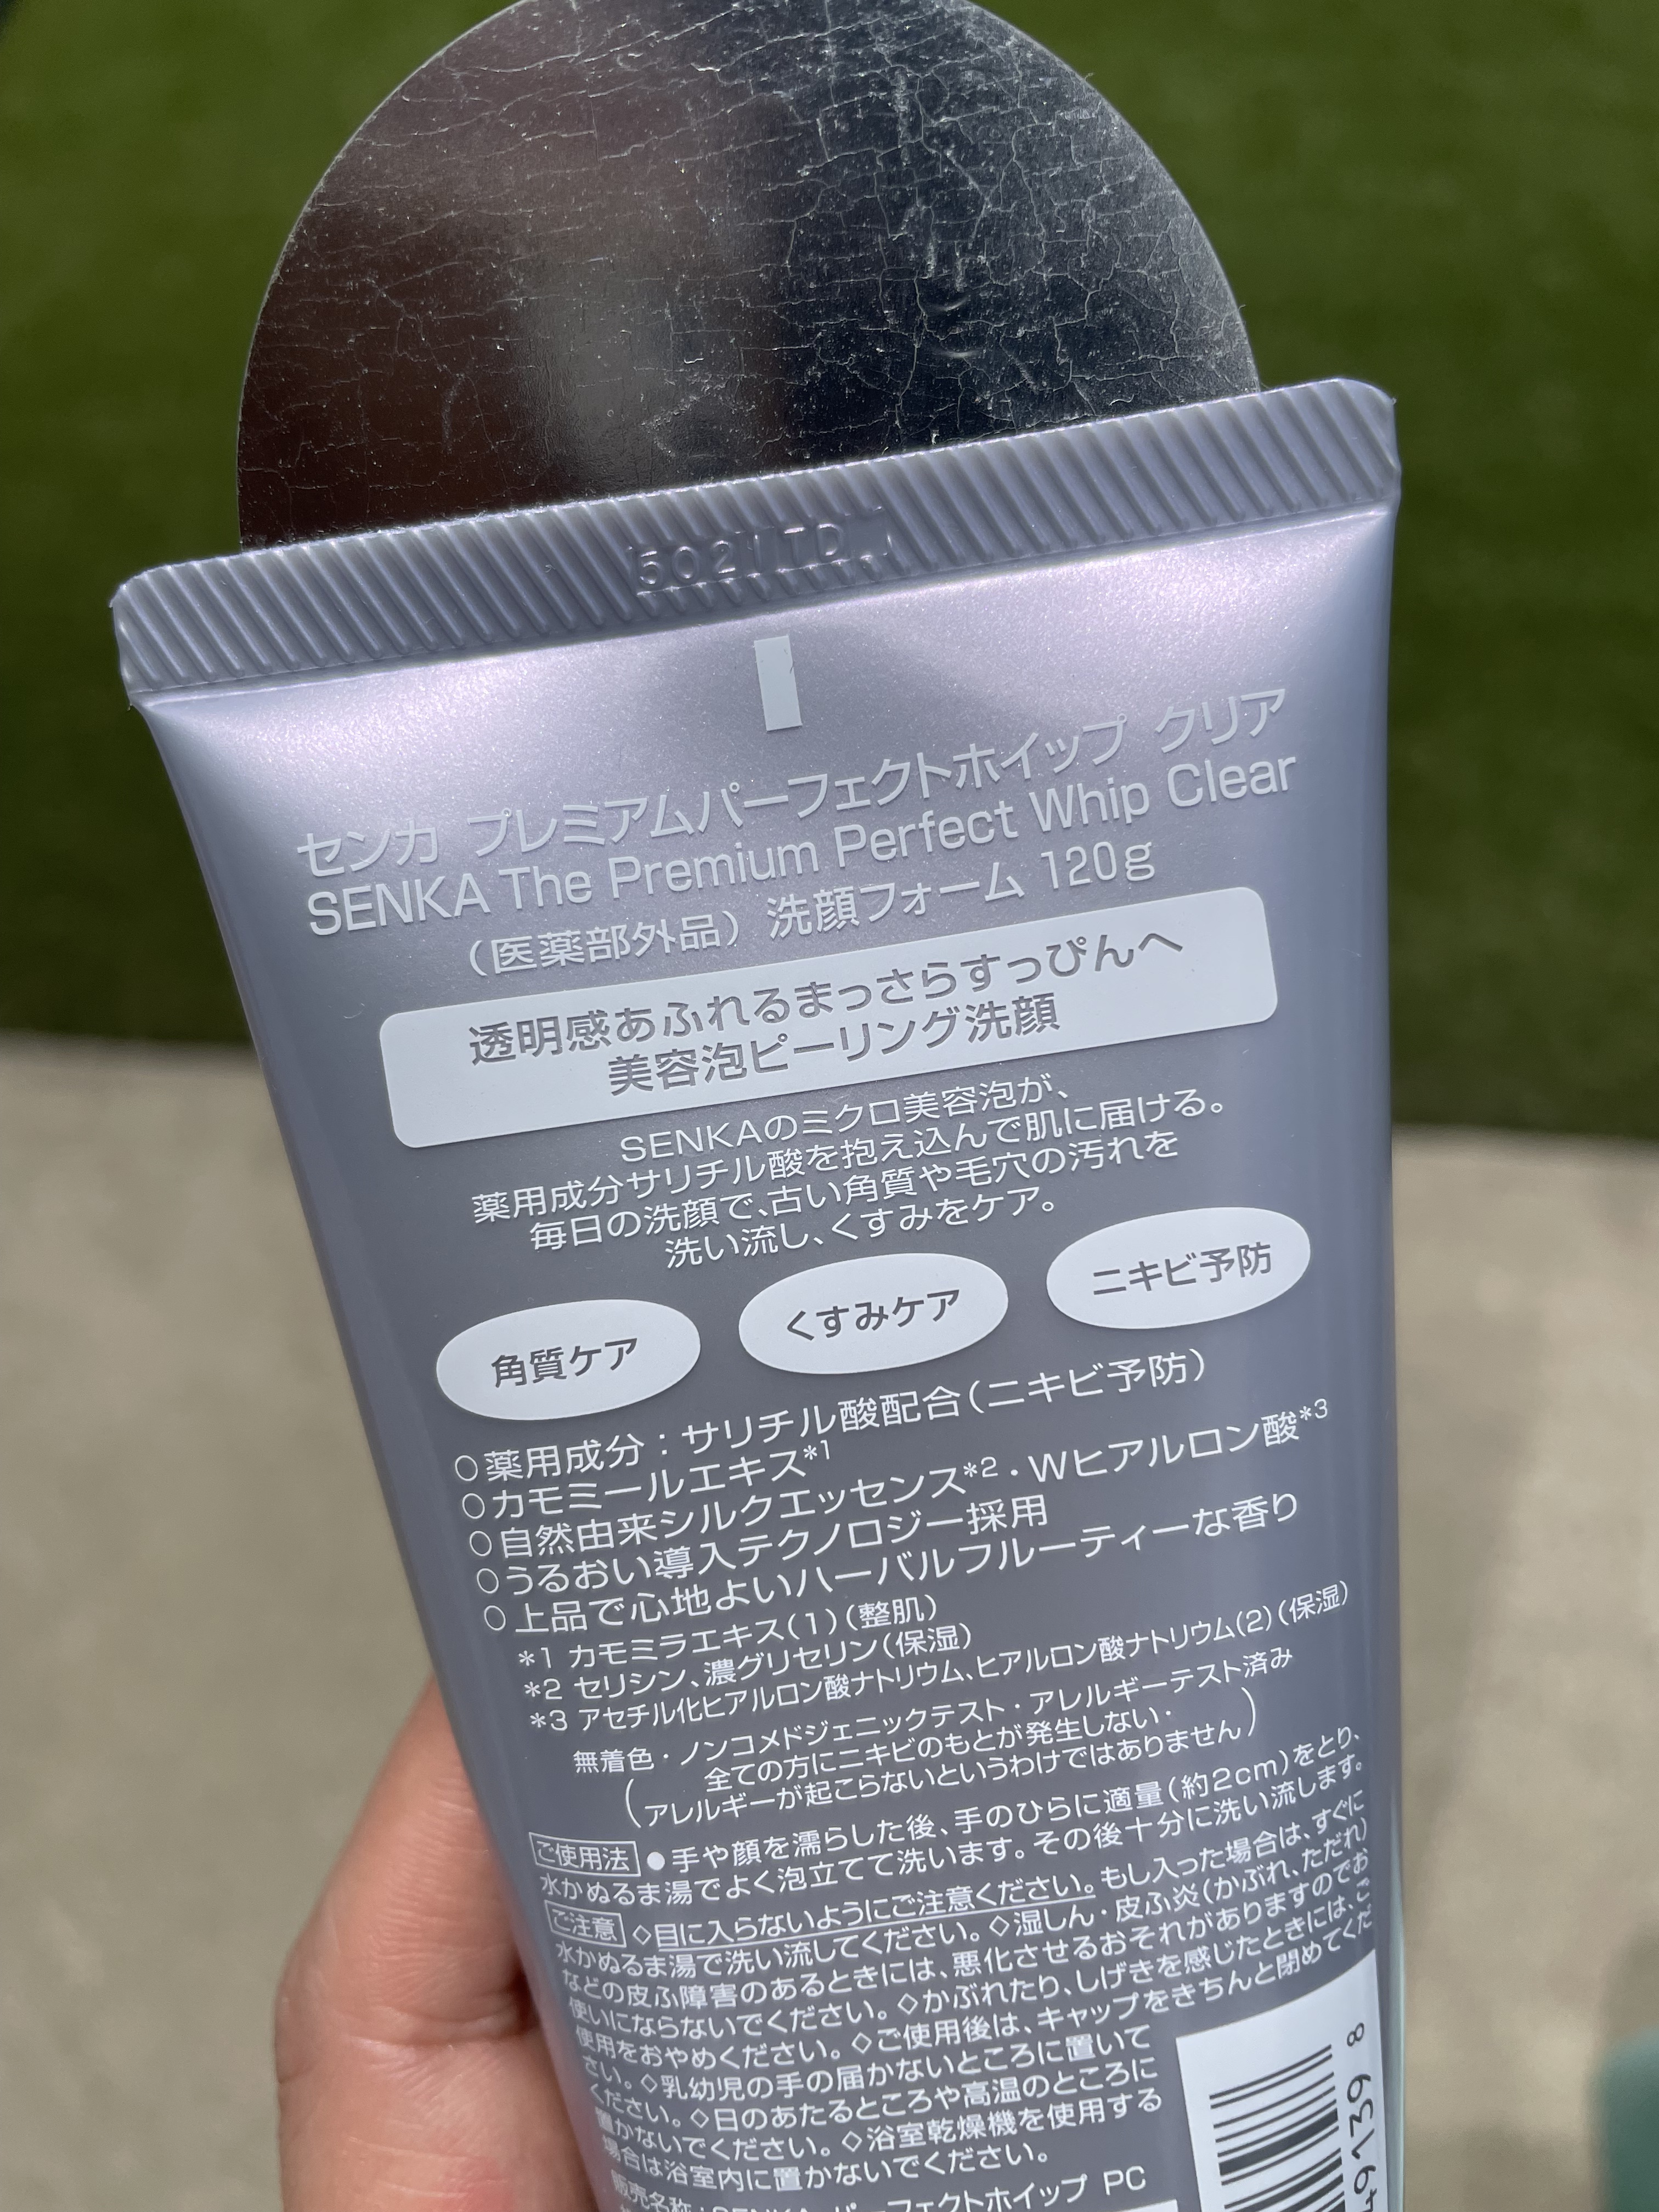 5021TD
センカ プレミアムパーフェクトホイップ クリア
SENKA The Premium Perfect Whip Clear
（医薬部外品）洗顔フォーム 120g
透明感あふれるまっさらすっぴんへ
美容泡ピーリング洗顔
SENKAのミクロ美容泡が、
薬用成分サリチル酸を抱え込んで肌に届ける。
毎日の洗顔で、古い角質や毛穴の汚れを
洗い流し、くすみをケア。
角質ケア くすみケア ニキビ予防
○薬用成分：サリチル酸配合（ニキビ予防）
○カモミールエキス*1
○自然由来シルクエッセンス*2・Wヒアルロン酸*3
○うるおい導入テクノロジー採用
○上品で心地よいハーバルフルーティーな香り
*1 カモミラエキス(1)（整肌）
*2 セリシン、濃グリセリン（保湿）
*3 アセチル化ヒアルロン酸ナトリウム、ヒアルロン酸ナトリウム(2)（保湿）
無着色・ノンコメドジェニックテスト・アレルギーテスト済み
（全ての方にニキビのもとが発生しない・
アレルギーが起こらないというわけではありません）
ご使用法 ●手や顔を濡らした後、手のひらに適量（約2cm）をとり、
水かぬるま湯でよく泡立てて洗います。その後十分に洗い流します。
ご注意 ◇目に入らないようにご注意ください。もし入った場合は、すぐに
水かぬるま湯で洗い流してください。◇湿しん・皮ふ炎（かぶれ、ただれ）
などの皮ふ障害のあるときには、悪化させるおそれがありますのでお
使いにならないでください。◇かぶれたり、しげきを感じたときには、ご
使用をおやめください。◇ご使用後は、キャップをきちんと閉めてくだ
さい。◇乳幼児の手の届かないところに置いて
ください。◇日のあたるところや高温のところに
置かないでください。◇浴室乾燥機を使用する
場合は浴室内に置かないでください。
販売名称：SENKA パーフェクトホイップ PC
49139 8